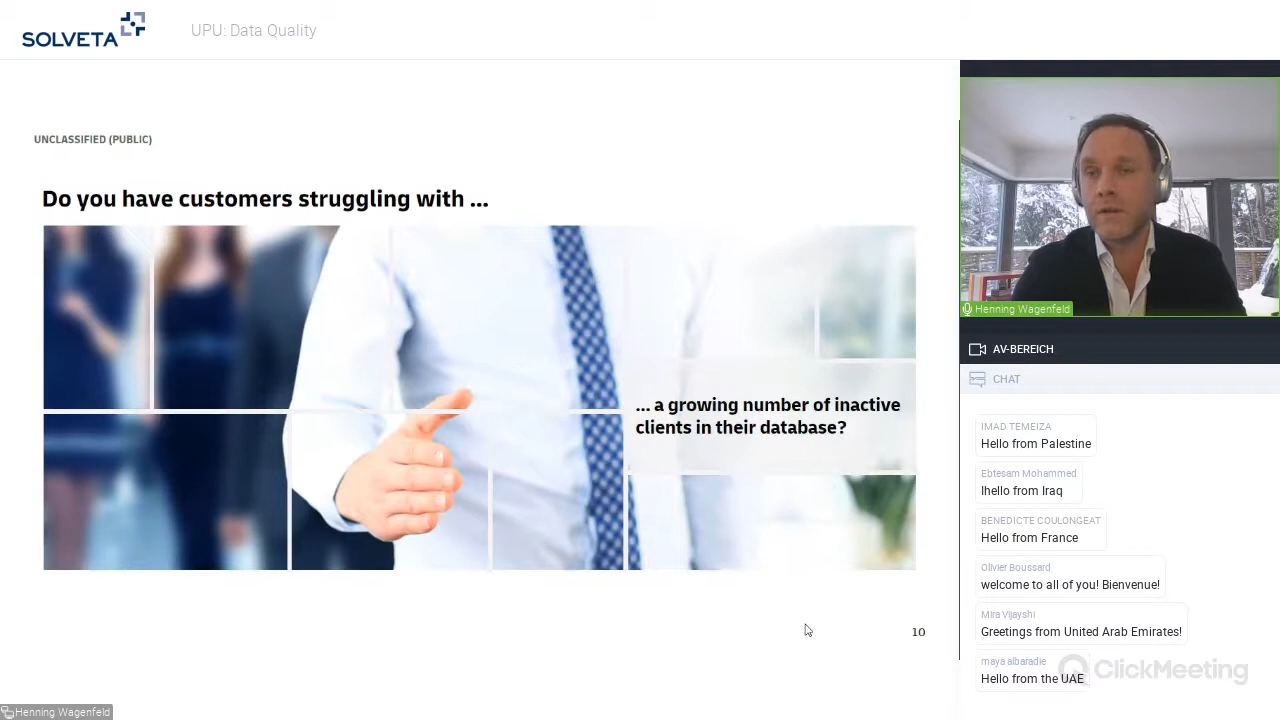 SOLVETA
UPU: Data Quality
UNCLASSIFIED (PUBLIC)
Do you have customers struggling with ...
... a growing number of inactive
clients in their database?
10
Henning Wagenfeld
Henning Wagenfeld
AV-BEREICH
CHAT
IMAD TEMEIZA
Hello from Palestine
Ebtesam Mohammed
Ihello from Iraq
BENEDICTE COULONGEAT
Hello from France
Olivier Boussard
welcome to all of you! Bienvenue!
Mira Vijayshi
Greetings from United Arab Emirates!
maya albaradie
Hello from the UAE
ClickMeeting